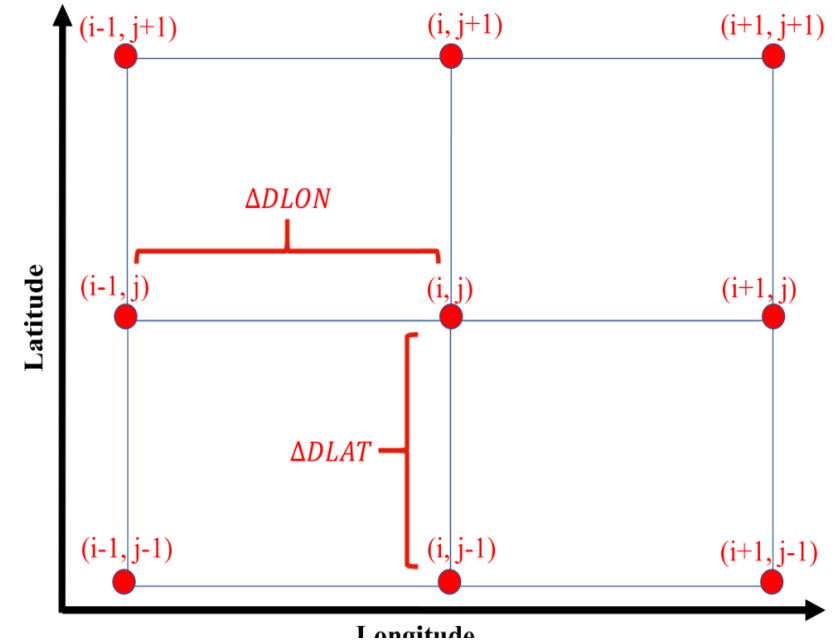 (i-1, j+1) (i, j+1) (i+1, j+1)
ΔDLON
(i-1, j) (i, j) (i+1, j)
Latitude
ΔDLAT
(i-1, j-1) (i, j-1) (i+1, j-1)
Longitude